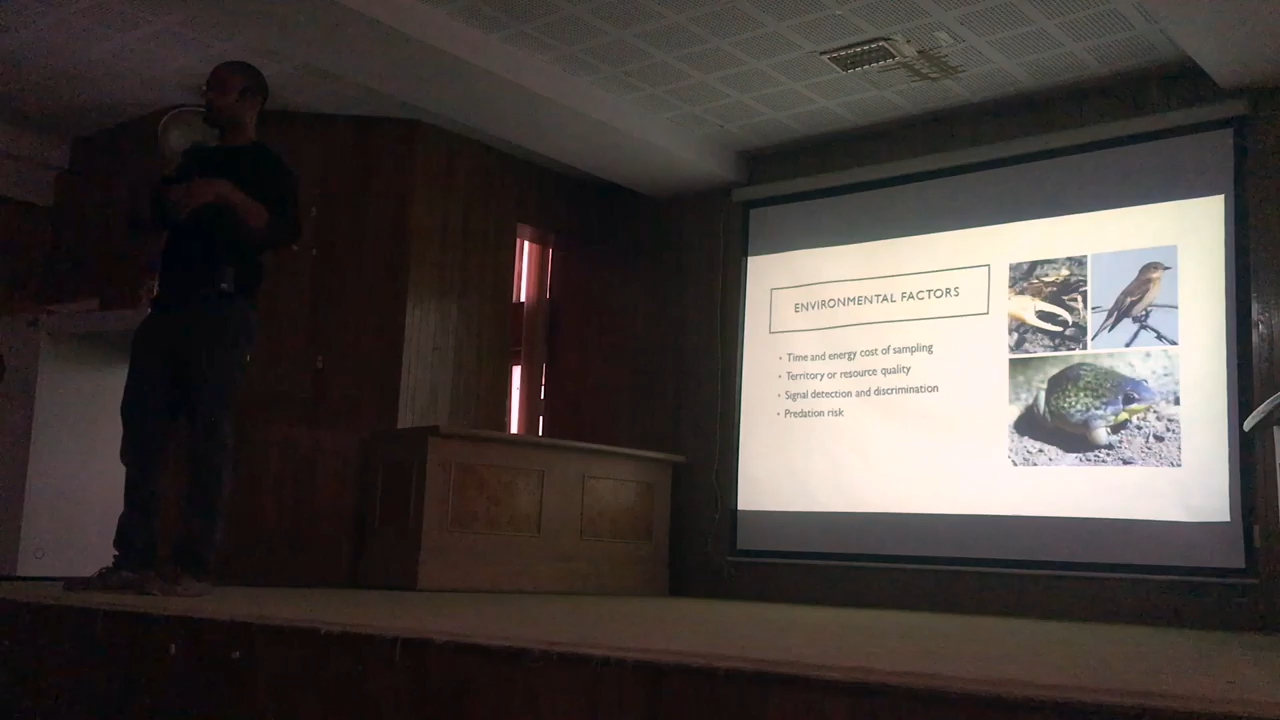 ENVIRONMENTAL FACTORS
• Time and energy cost of sampling
• Territory or resource quality
• Signal detection and discrimination
• Predation risk